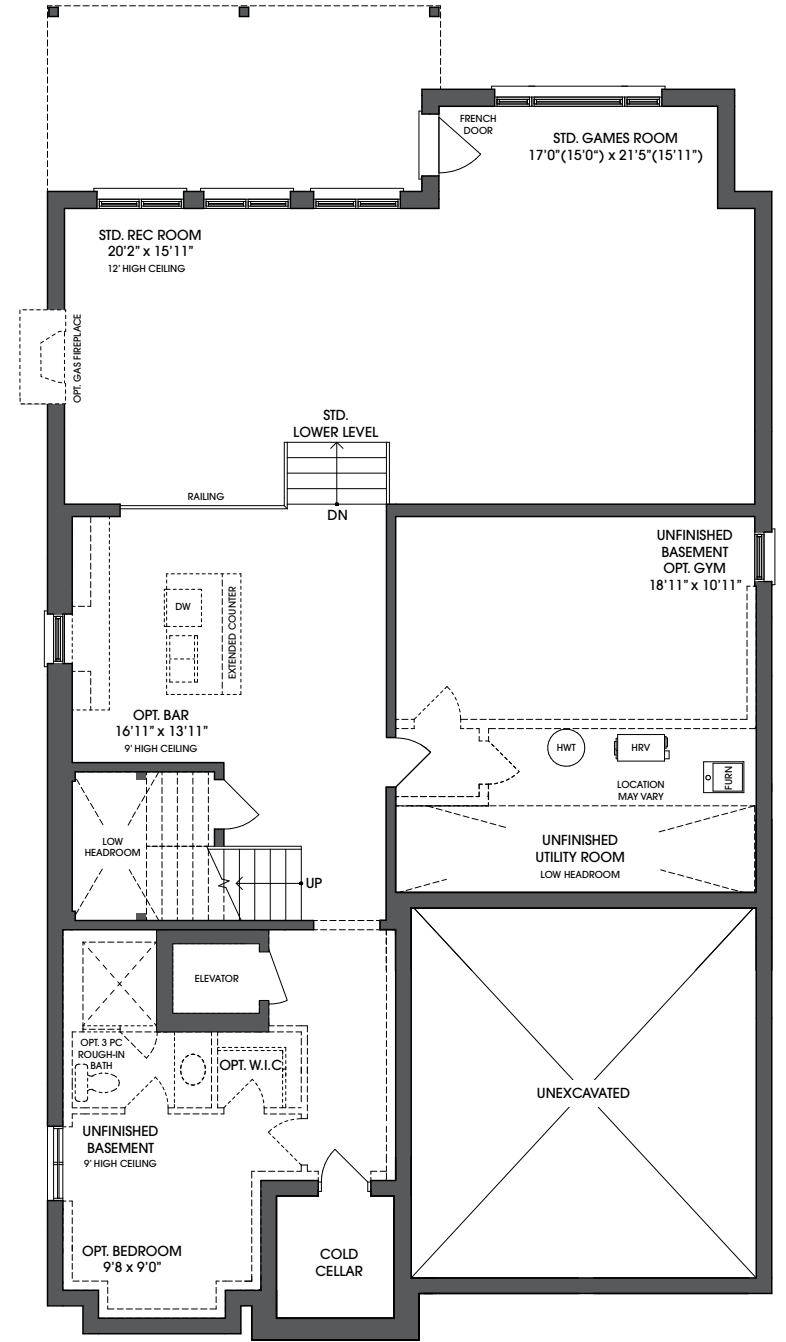 FRENCH
DOOR
STD. GAMES ROOM
17'0"(15'0") x 21'5"(15'11")
STD. REC ROOM
20'2" x 15'11"
12' HIGH CEILING
OPT. GAS FIREPLACE
STD.
LOWER LEVEL
RAILING
DN
UNFINISHED
BASEMENT
OPT. GYM
18'11" x 10'11"
DW
EXTENDED COUNTER
OPT. BAR
16'11" x 13'11"
9' HIGH CEILING
HWT
HRV
FURN
LOCATION
MAY VARY
LOW
HEADROOM
UNFINISHED
UTILITY ROOM
LOW HEADROOM
UP
ELEVATOR
OPT. 3 PC
ROUGH-IN
BATH
OPT. W.I.C.
UNEXCAVATED
UNFINISHED
BASEMENT
9' HIGH CEILING
OPT. BEDROOM
9'8 x 9'0"
COLD
CELLAR